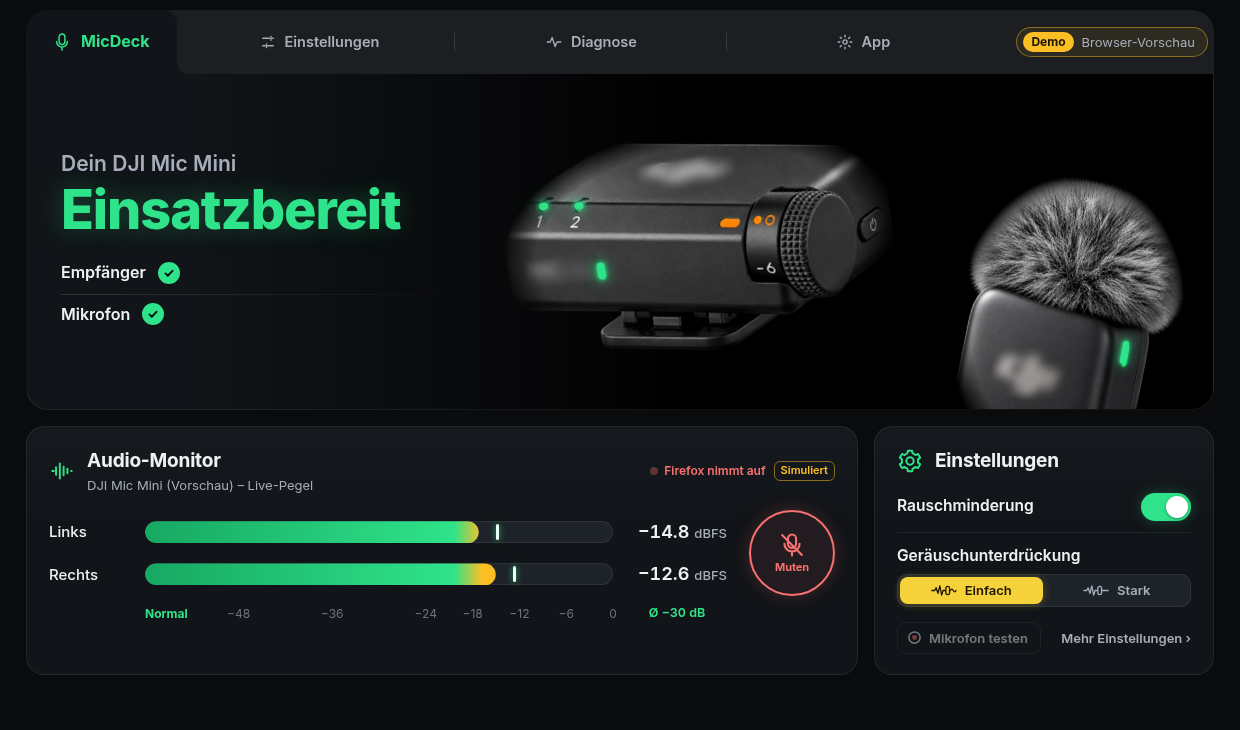 MicDeck
Einstellungen
Diagnose
App
Demo Browser-Vorschau
Dein DJI Mic Mini
Einsatzbereit
Empfänger
Mikrofon
1 2
−6
Audio-Monitor
DJI Mic Mini (Vorschau) – Live-Pegel
Firefox nimmt auf
Simuliert
Links
−14.8 dBFS
Rechts
−12.6 dBFS
Normal −48 −36 −24 −18 −12 −6 0 Ø −30 dB
Muten
Einstellungen
Rauschminderung
Geräuschunterdrückung
Einfach
Stark
Mikrofon testen
Mehr Einstellungen ›